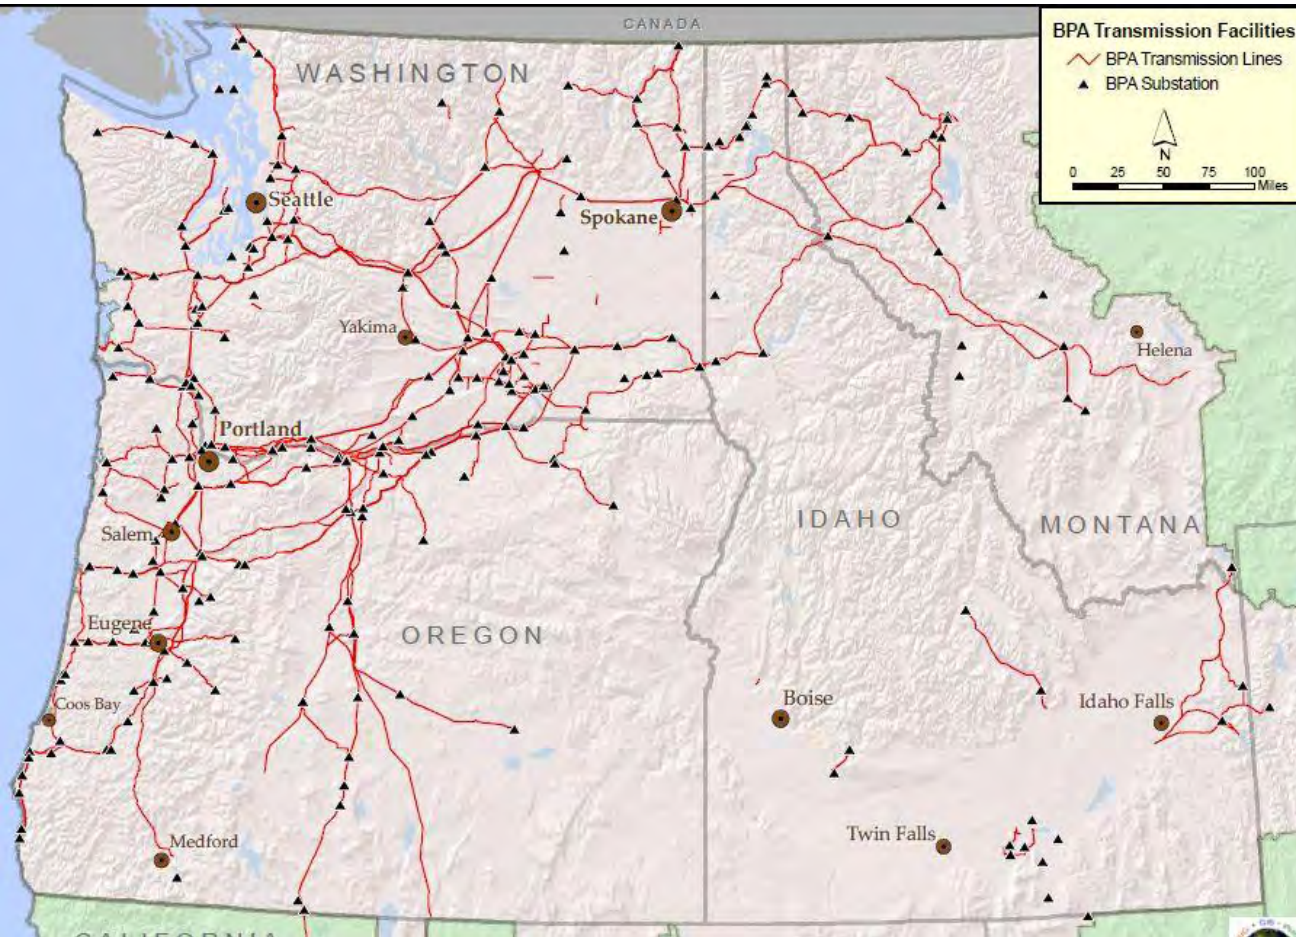 CANADA
BPA Transmission Facilities
BPA Transmission Lines
BPA Substation
N
0 25 50 75 100
Miles
WASHINGTON
Seattle
Spokane
Yakima
Helena
Portland
Salem
IDAHO
MONTANA
Eugene
OREGON
Coos Bay
Boise
Idaho Falls
Medford
Twin Falls
CALIFORNIA